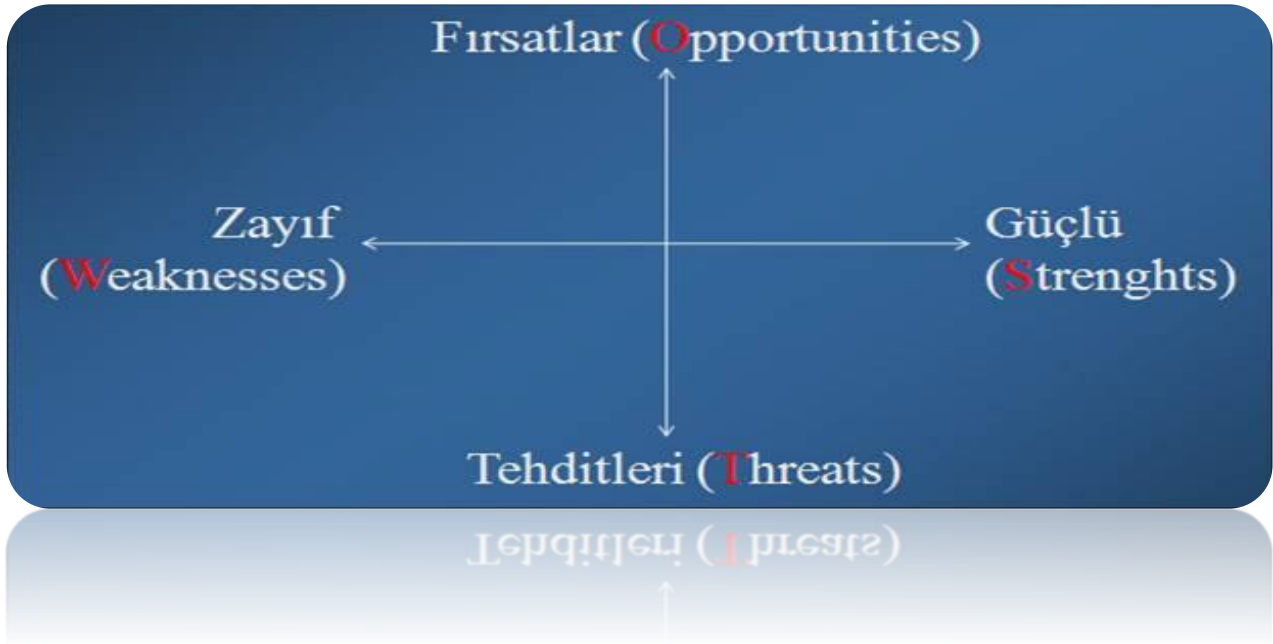 Fırsatlar (Opportunities)
Zayıf
(Weaknesses)
Güçlü
(Strenghts)
Tehditleri (Threats)